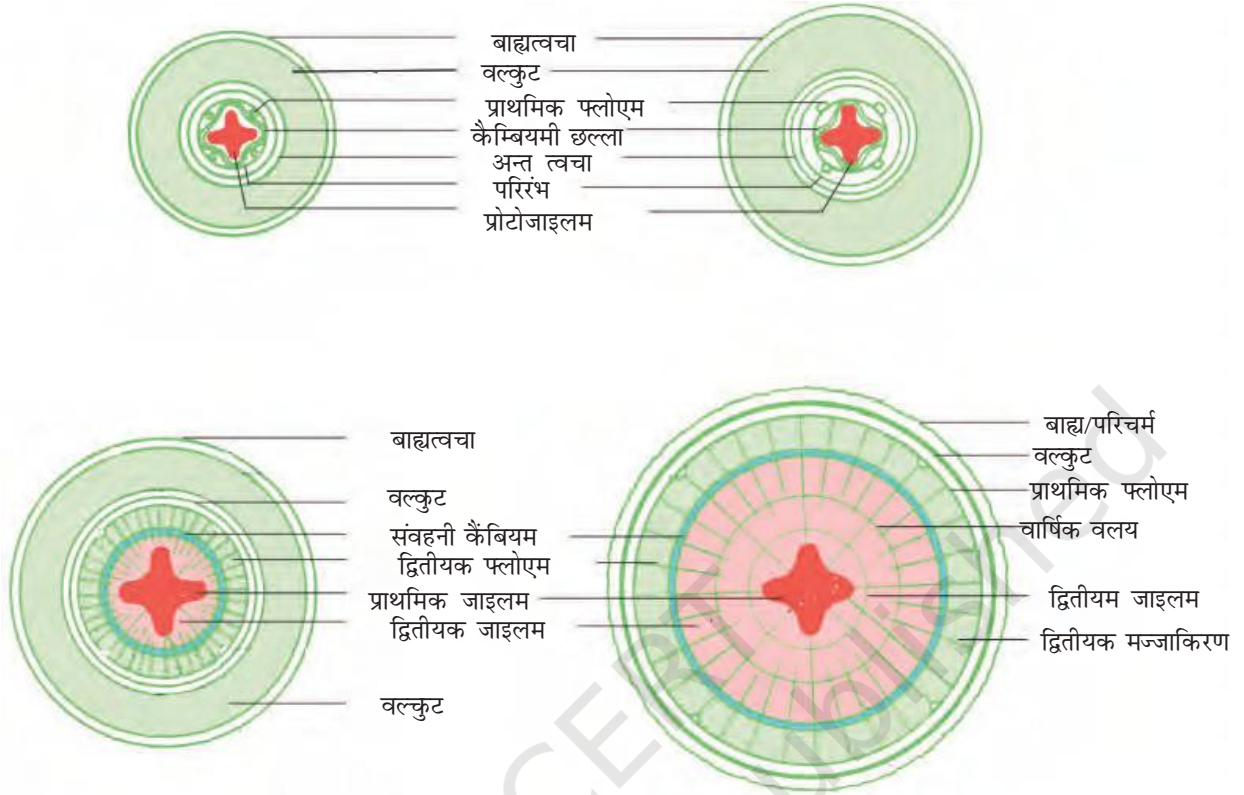 बाह्यत्वचा
वल्कुट
प्राथमिक फ्लोएम
कैम्बियमी छल्ला
अन्त त्वचा
परिरंभ
प्रोटोजाइलम
बाह्यत्वचा
वल्कुट
संवहनी कैंबियम
द्वितीयक फ्लोएम
प्राथमिक जाइलम
द्वितीयक जाइलम
वल्कुट
बाह्य/परिचर्म
वल्कुट
प्राथमिक फ्लोएम
वार्षिक वलय
द्वितीयम जाइलम
द्वितीयक मज्जाकिरण